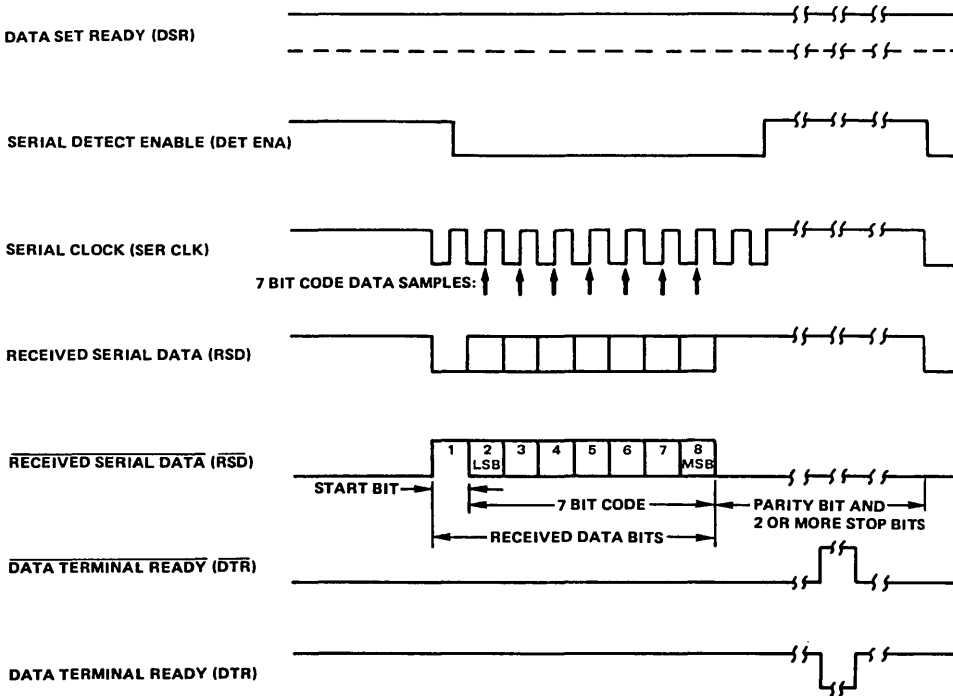 DATA SET READY (DSR)
SERIAL DETECT ENABLE (DET ENA)
SERIAL CLOCK (SER CLK)
7 BIT CODE DATA SAMPLES:
RECEIVED SERIAL DATA (RSD)
RECEIVED SERIAL DATA (RSD)
1 2 3 4 5 6 7 8
LSB MSB
START BIT
7 BIT CODE
PARITY BIT AND
2 OR MORE STOP BITS
RECEIVED DATA BITS
DATA TERMINAL READY (DTR)
DATA TERMINAL READY (DTR)